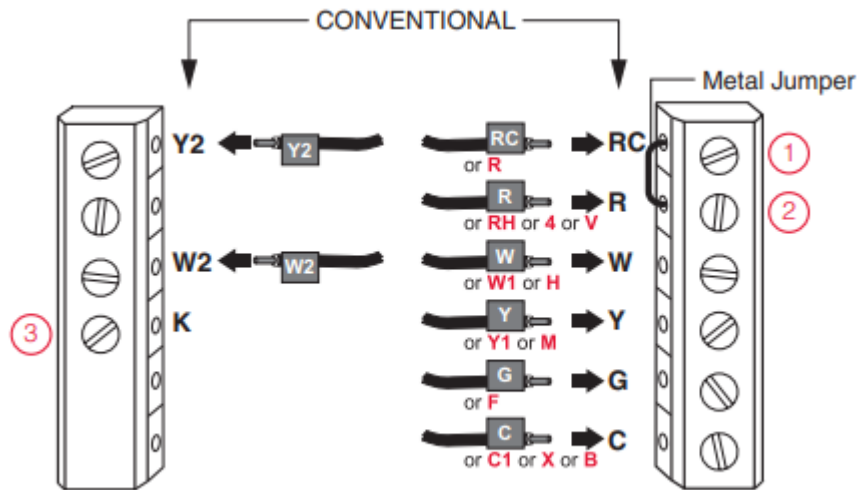 CONVENTIONAL
Metal Jumper
Y2 Y2 RC RC 1
or R
R R 2
or RH or 4 or V
W2 W2 W W
or W1 or H
3 K Y Y
or Y1 or M
G G
or F
C C
or C1 or X or B